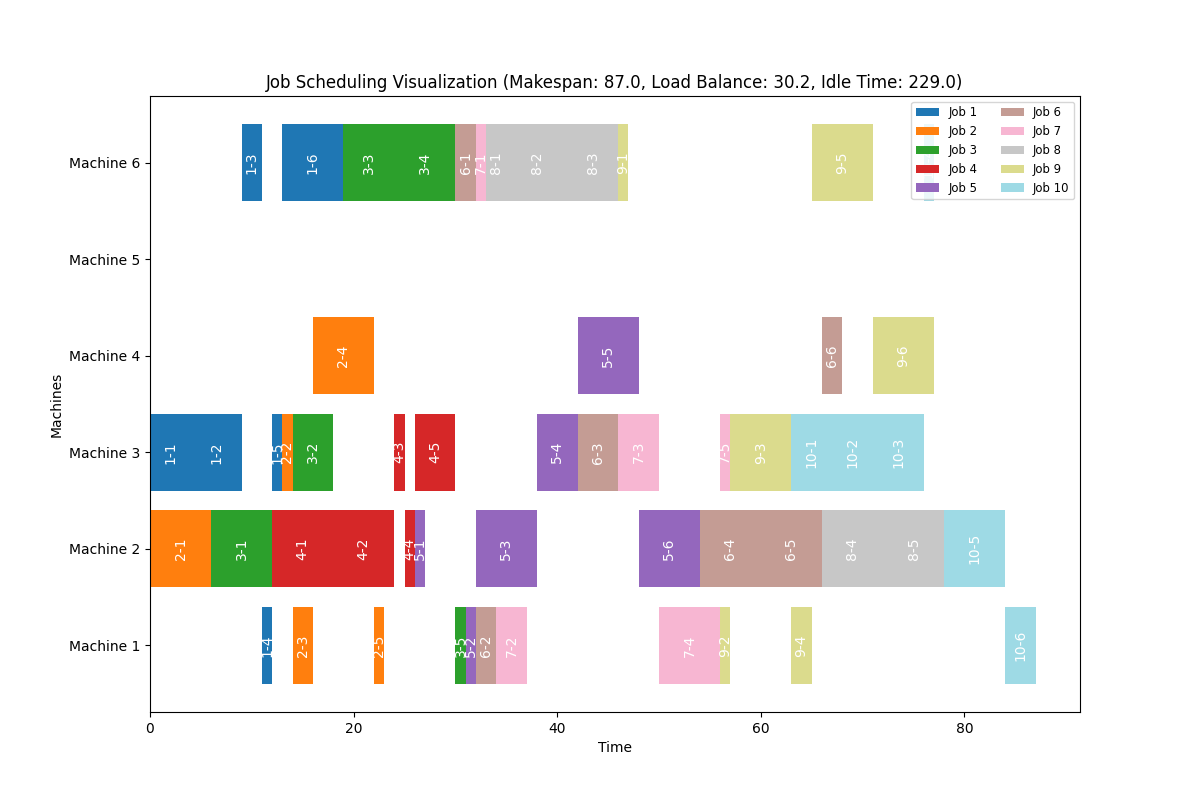 Job Scheduling Visualization (Makespan: 87.0, Load Balance: 30.2, Idle Time: 229.0)
Job 1 Job 6
Job 2 Job 7
Job 3 Job 8
Job 4 Job 9
Job 5 Job 10
Machine 6
1-3 1-6 3-3 3-4 6-1 7-1 8-1 8-2 8-3 9-1 9-5
Machine 5
Machine 4
2-4 5-5 6-6 9-6
Machine 3
1-1 1-2 1-5 2-2 3-2 4-3 4-5 5-4 6-3 7-3 7-5 9-3 10-1 10-2 10-3
Machine 2
2-1 3-1 4-1 4-2 4-4 5-1 5-3 5-6 6-4 6-5 8-4 8-5 10-5
Machine 1
1-4 2-3 2-5 3-5 5-2 6-2 7-2 7-4 9-2 9-4 10-6
Machines
0 20 40 60 80
Time